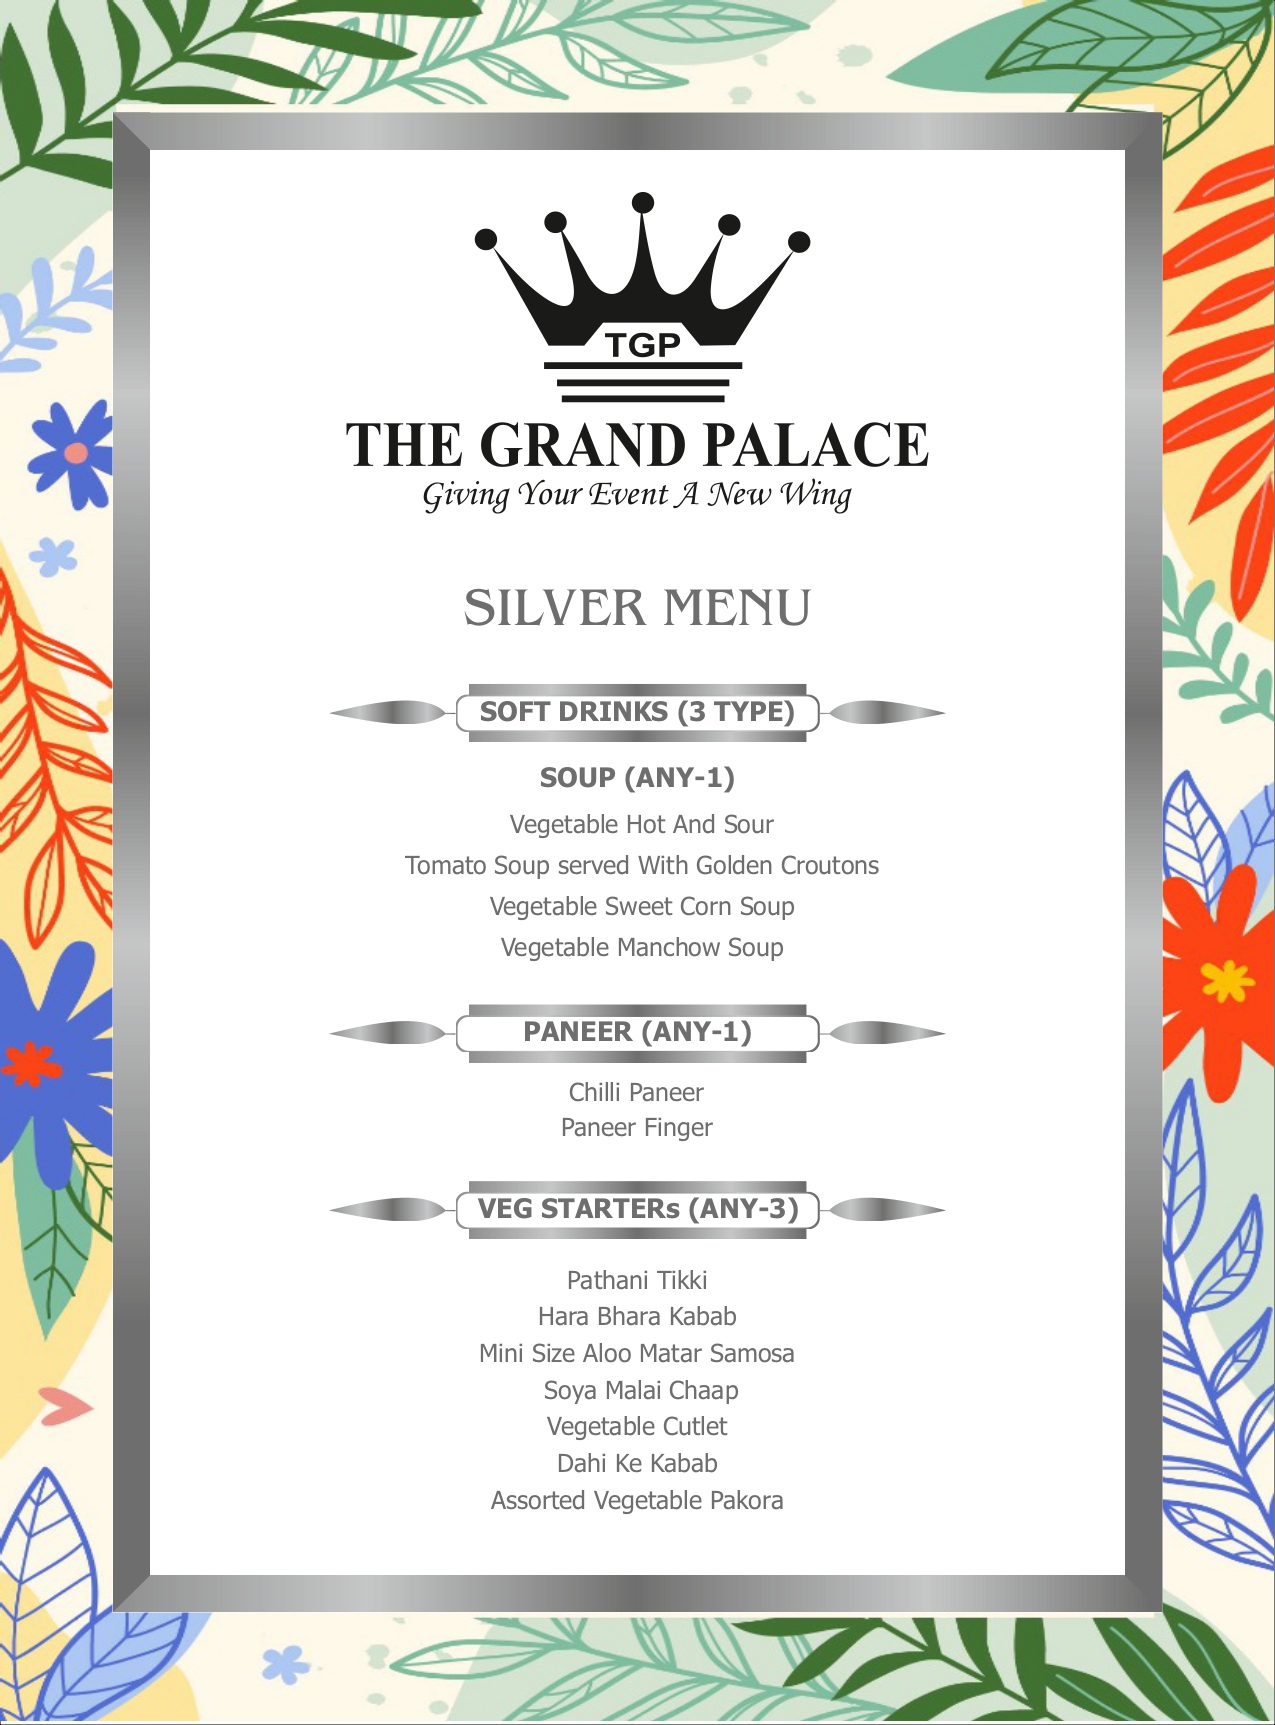 TGP
THE GRAND PALACE
Giving Your Event A New Wing
SILVER MENU
SOFT DRINKS (3 TYPE)
SOUP (ANY-1)
Vegetable Hot And Sour
Tomato Soup served With Golden Croutons
Vegetable Sweet Corn Soup
Vegetable Manchow Soup
PANEER (ANY-1)
Chilli Paneer
Paneer Finger
VEG STARTERs (ANY-3)
Pathani Tikki
Hara Bhara Kabab
Mini Size Aloo Matar Samosa
Soya Malai Chaap
Vegetable Cutlet
Dahi Ke Kabab
Assorted Vegetable Pakora